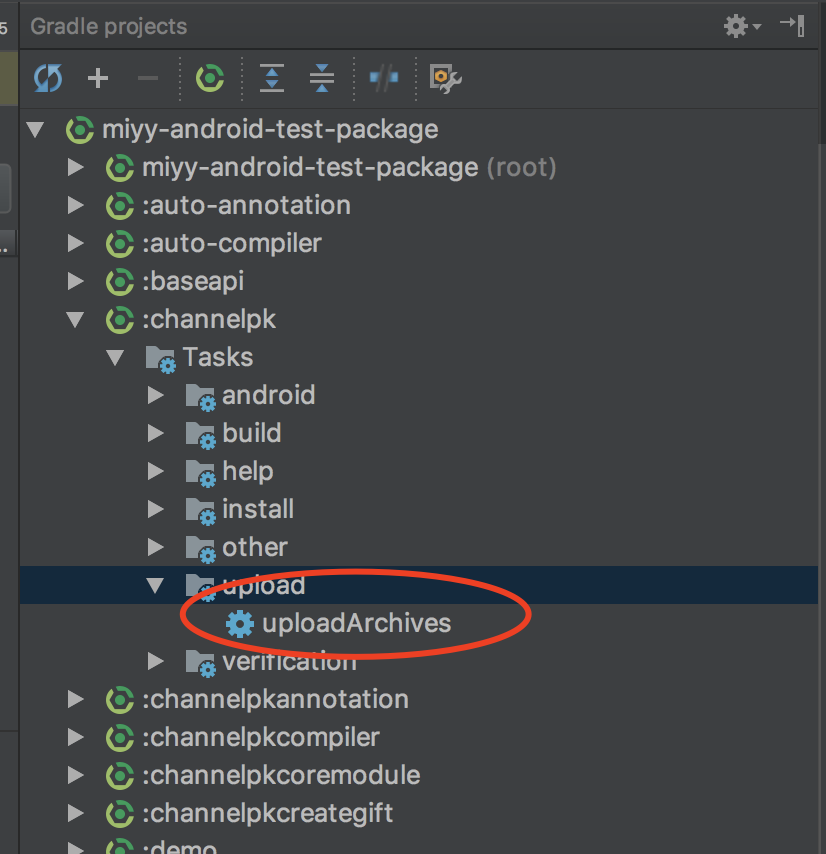 5
Gradle projects
miyy-android-test-package
miyy-android-test-package (root)
:auto-annotation
:auto-compiler
:baseapi
:channelpk
Tasks
android
build
help
install
other
upload
uploadArchives
verification
:channelpkannotation
:channelpkcompiler
:channelpkcoremodule
:channelpkcreategift
:demo